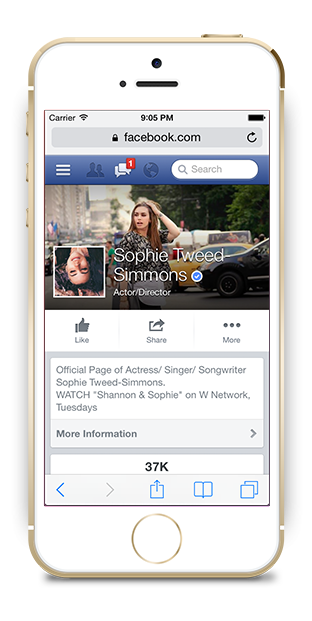 Carrier 9:05 PM
facebook.com
1
Search
Sophie Tweed-
Simmons
Actor/Director
Like Share More
Official Page of Actress/ Singer/ Songwriter
Sophie Tweed-Simmons.
WATCH "Shannon & Sophie" on W Network,
Tuesdays
More Information
37K